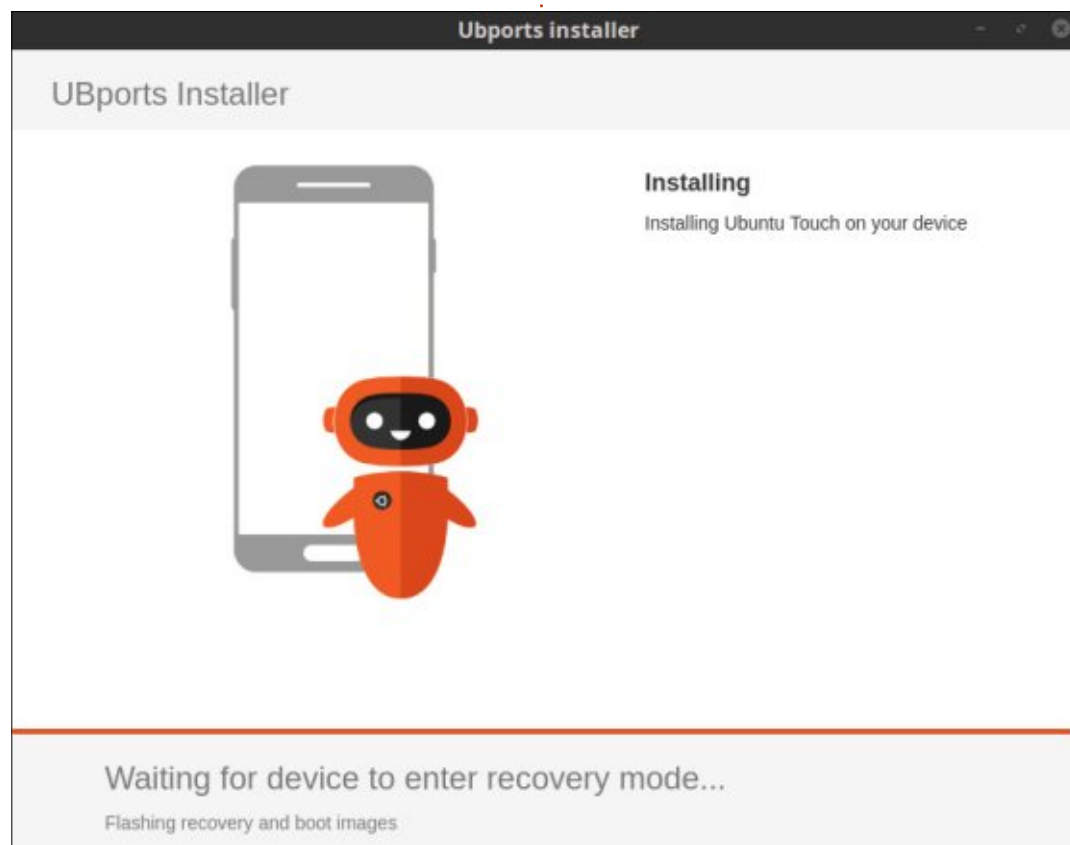 Ubports installer
UBports Installer
Installing
Installing Ubuntu Touch on your device
Waiting for device to enter recovery mode...
Flashing recovery and boot images